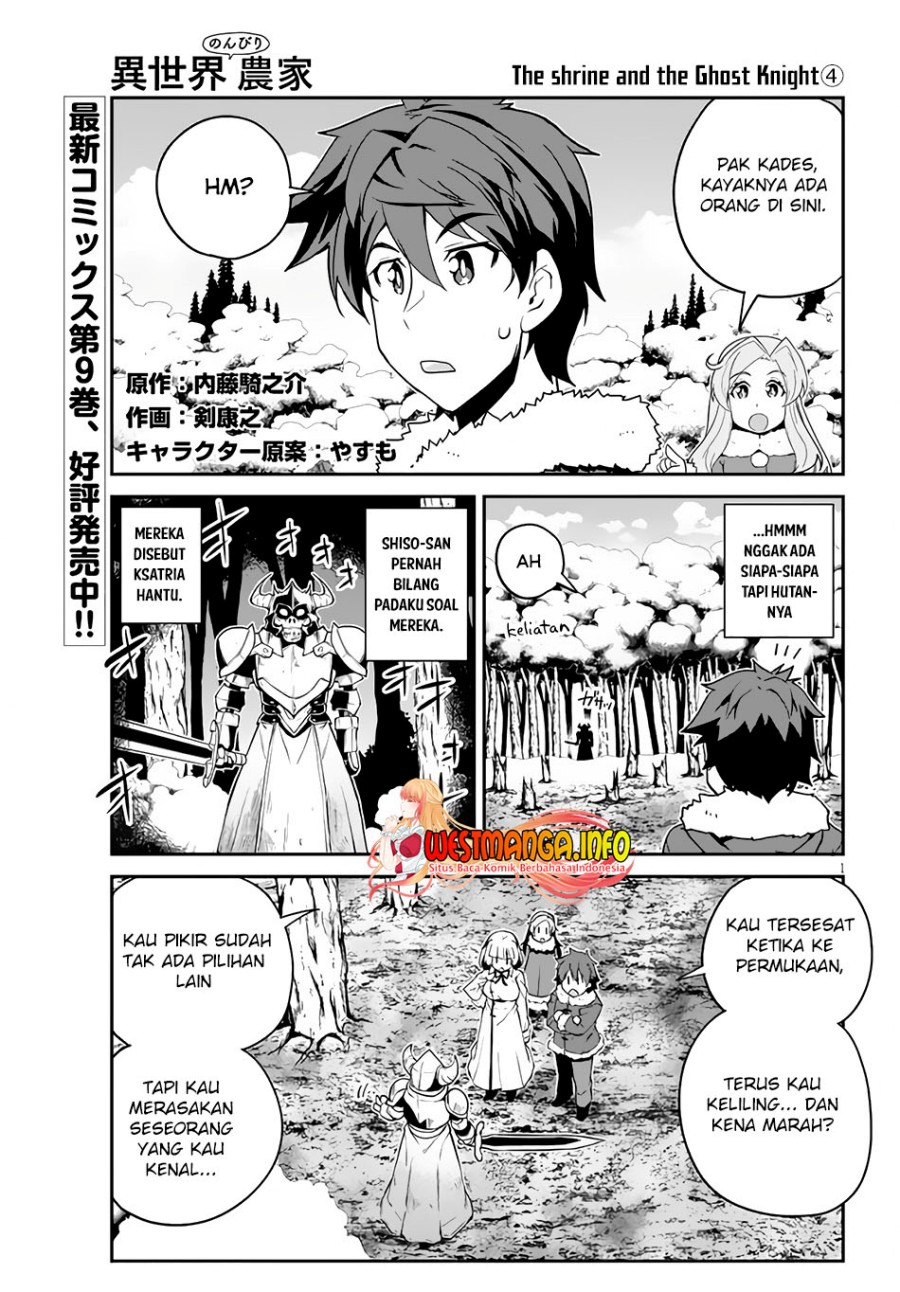 異世界
のんびり
農家
The shrine and the Ghost Knight④
最新コミックス第9巻、好評発売中!!
PAK KADES,
KAYAKNYA ADA
ORANG DI SINI.
HM?
原作：内藤騎之介
作画：剣康之
キャラクター原案：やすも
...HMMM
NGGAK ADA
SIAPA-SIAPA
TAPI HUTAN-
NYA
AH
keliatan
ガサッ
SHISO-SAN
PERNAH
BILANG
PADAKU SOAL
MEREKA.
MEREKA
DISEBUT
KSATRIA
HANTU.
WESTMANGA.INFO
Situs Baca Komik Berbahasa Indonesia
1
KAU TERSESAT
KETIKA KE
PERMUKAAN,
TERUS KAU
KELILING... DAN
KENA MARAH?
KAU PIKIR SUDAH
TAK ADA PILIHAN
LAIN
TAPI KAU
MERASAKAN
SESEORANG
YANG KAU
KENAL...